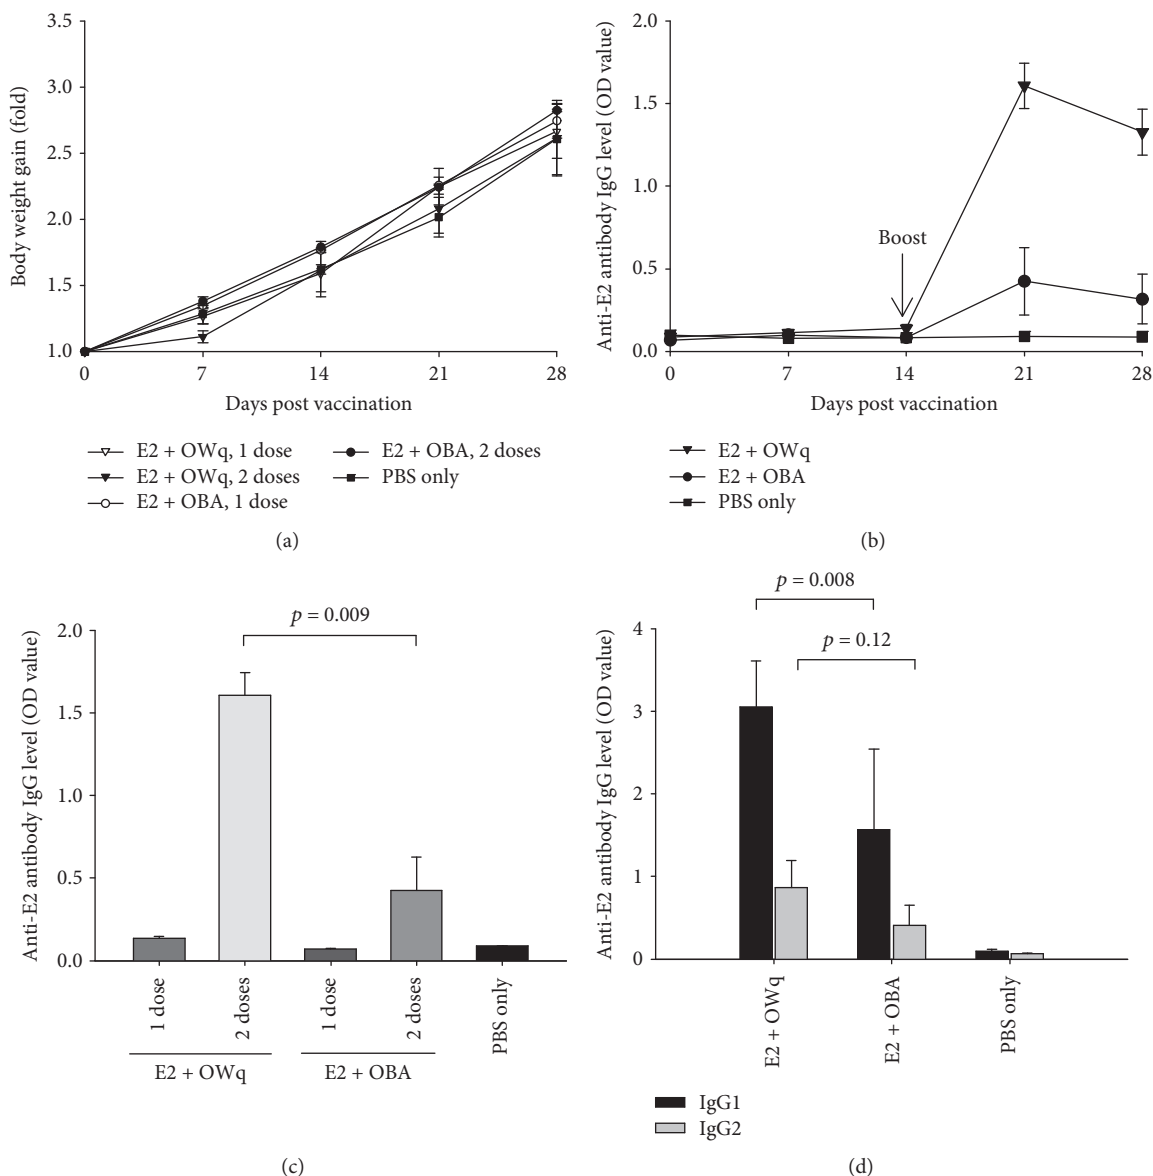 Body weight gain (fold)
3.5
3.0
2.5
2.0
1.5
1.0
0
7
14
21
28
Days post vaccination
E2 + OWq, 1 dose
E2 + OWq, 2 doses
E2 + OBA, 1 dose
E2 + OBA, 2 doses
PBS only
(a)
Anti-E2 antibody IgG level (OD value)
2.0
1.5
1.0
0.5
0.0
Boost
0
7
14
21
28
Days post vaccination
E2 + OWq
E2 + OBA
PBS only
(b)
Anti-E2 antibody IgG level (OD value)
2.0
1.5
1.0
0.5
0.0
p = 0.009
1 dose
2 doses
1 dose
2 doses
PBS only
E2 + OWq
E2 + OBA
(c)
Anti-E2 antibody IgG level (OD value)
4
3
2
1
0
p = 0.008
p = 0.12
E2 + OWq
E2 + OBA
PBS only
IgG1
IgG2
(d)